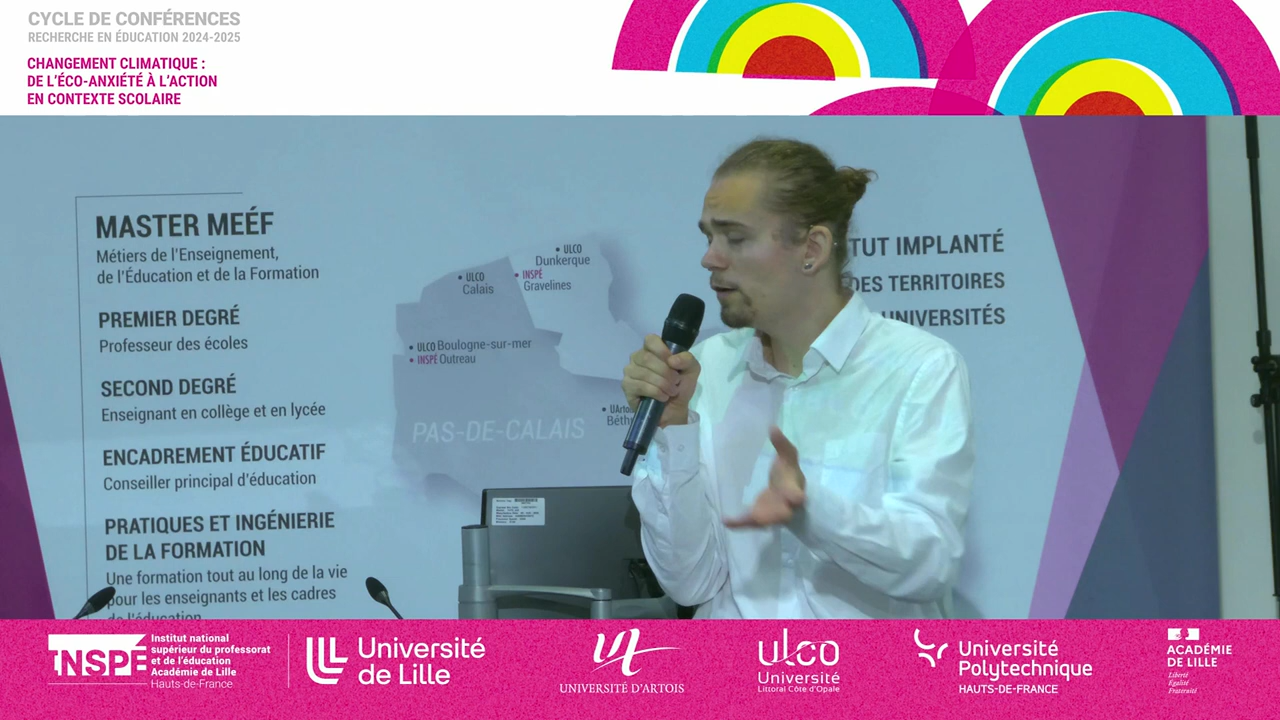 CYCLE DE CONFÉRENCES
RECHERCHE EN ÉDUCATION 2024-2025
CHANGEMENT CLIMATIQUE :
DE L'ÉCO-ANXIÉTÉ À L'ACTION
EN CONTEXTE SCOLAIRE
MASTER MEÉF
Métiers de l'Enseignement,
de l'Éducation et de la Formation
PREMIER DEGRÉ
Professeur des écoles
SECOND DEGRÉ
Enseignant en collège et en lycée
ENCADREMENT ÉDUCATIF
Conseiller principal d'éducation
PRATIQUES ET INGÉNIERIE
DE LA FORMATION
Une formation tout au long de la vie
pour les enseignants et les cadres
de l'éducation
ULCO
Dunkerque
INSPÉ
Gravelines
ULCO
Calais
ULCO Boulogne-sur-mer
INSPÉ Outreau
UArtois
Béth
PAS-DE-CALAIS
TUT IMPLANTÉ
DES TERRITOIRES
UNIVERSITÉS
INSPÉ
Institut national
supérieur du professorat
et de l'éducation
Académie de Lille
Hauts-de-France
Université
de Lille
UNIVERSITÉ D'ARTOIS
ulco
Université
Littoral Côte d'Opale
Université
Polytechnique
HAUTS-DE-FRANCE
ACADÉMIE
DE LILLE
Liberté
Égalité
Fraternité